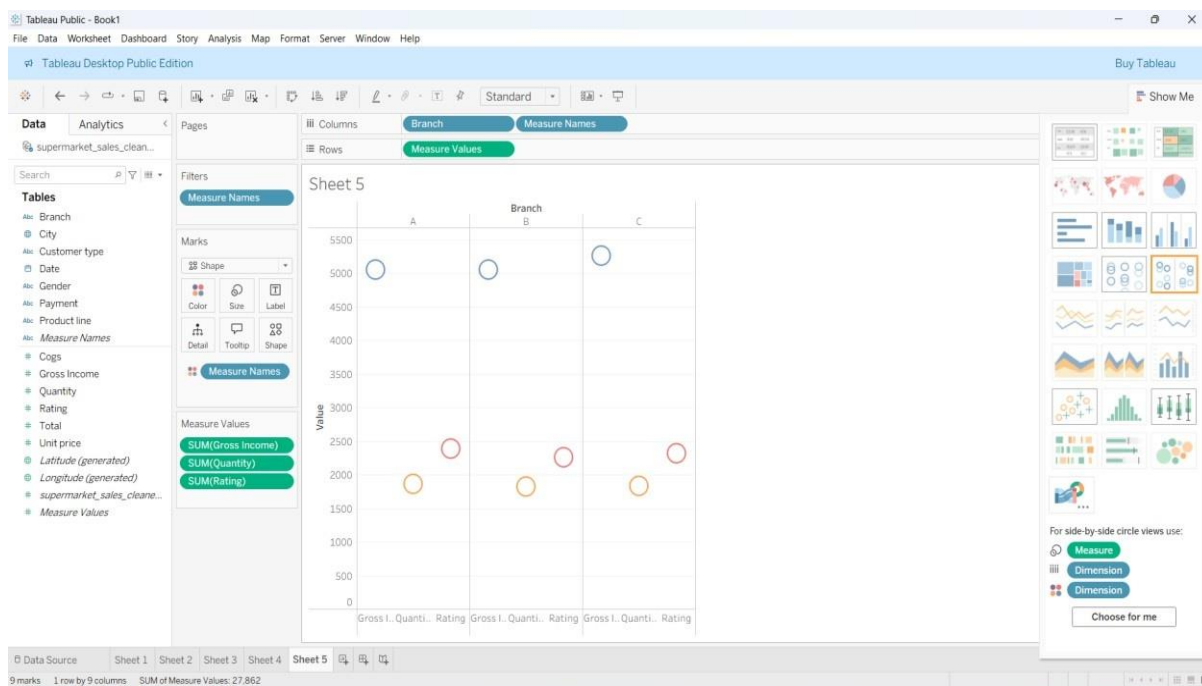 Tableau Public - Book1
File Data Worksheet Dashboard Story Analysis Map Format Server Window Help
Tableau Desktop Public Edition
Buy Tableau
Standard
Show Me
Data Analytics
supermarket_sales_clean...
Search
Tables
Abc Branch
City
Abc Customer type
Date
Abc Gender
Abc Payment
Abc Product line
Abc Measure Names
# Cogs
# Gross Income
# Quantity
# Rating
# Total
# Unit price
Latitude (generated)
Longitude (generated)
# supermarket_sales_cleane...
# Measure Values
Pages
Filters
Measure Names
Marks
Shape
Color Size Label
Detail Tooltip Shape
Measure Names
Measure Values
SUM(Gross Income)
SUM(Quantity)
SUM(Rating)
Columns Branch Measure Names
Rows Measure Values
Sheet 5
Branch
A B C
Value
5500
5000
4500
4000
3500
3000
2500
2000
1500
1000
500
0
Gross I.. Quanti.. Rating Gross I.. Quanti.. Rating Gross I.. Quanti.. Rating
For side-by-side circle views use:
Measure
Dimension
Dimension
Choose for me
Data Source Sheet 1 Sheet 2 Sheet 3 Sheet 4 Sheet 5
9 marks 1 row by 9 columns SUM of Measure Values: 27,862